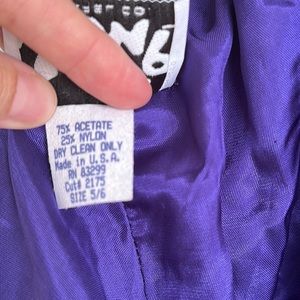 75% ACETATE
25% NYLON
DRY CLEAN ONLY
Made in U.S.A.
RN 83299
Cut# 2175
SIZE 5/6